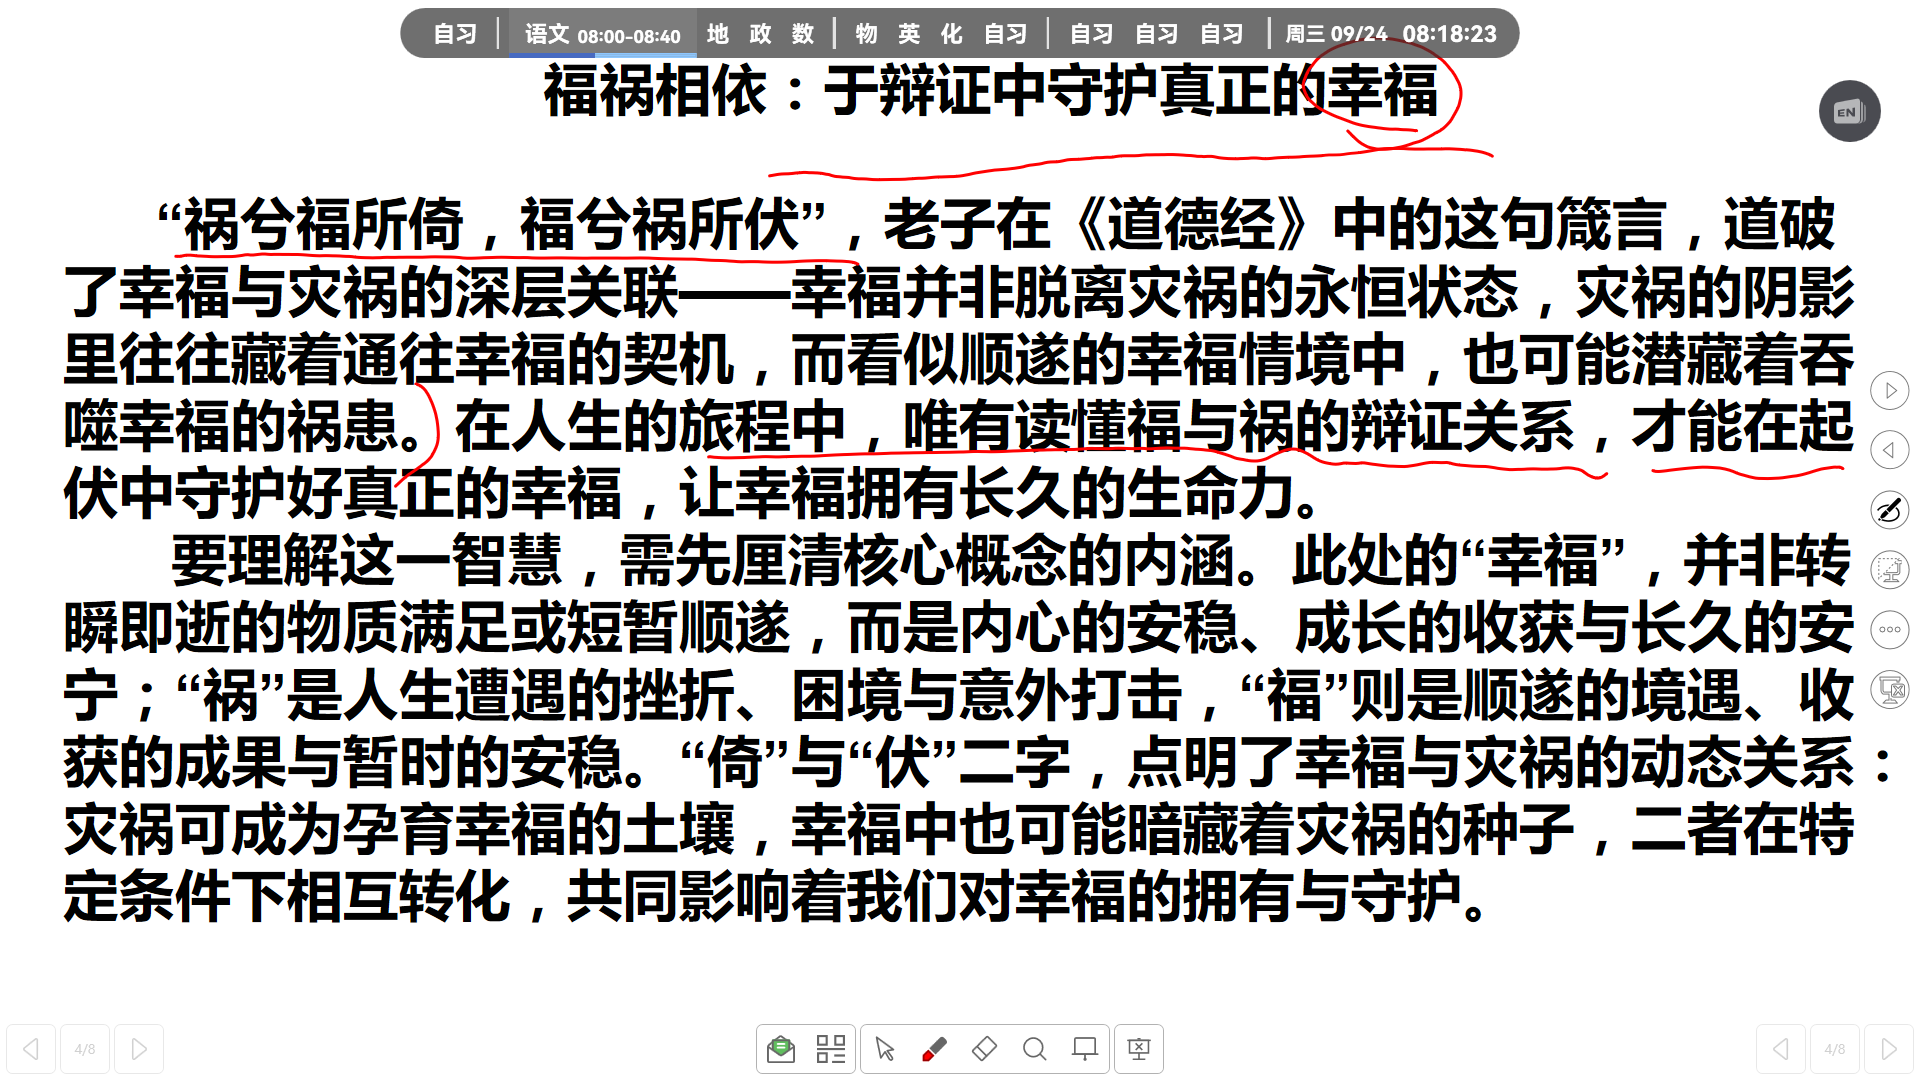 自习 语文 08:00-08:40 地 政 数 物 英 化 自习 自习 自习 自习 周三 09/24 08:18:23
福祸相依：于辩证中守护真正的幸福
EN
“祸兮福所倚，福兮祸所伏”，老子在《道德经》中的这句箴言，道破
了幸福与灾祸的深层关联——幸福并非脱离灾祸的永恒状态，灾祸的阴影
里往往藏着通往幸福的契机，而看似顺遂的幸福情境中，也可能潜藏着吞
噬幸福的祸患。在人生的旅程中，唯有读懂福与祸的辩证关系，才能在起
伏中守护好真正的幸福，让幸福拥有长久的生命力。
要理解这一智慧，需先厘清核心概念的内涵。此处的“幸福”，并非转
瞬即逝的物质满足或短暂顺遂，而是内心的安稳、成长的收获与长久的安
宁；“祸”是人生遭遇的挫折、困境与意外打击，“福”则是顺遂的境遇、收
获的成果与暂时的安稳。“倚”与“伏”二字，点明了幸福与灾祸的动态关系：
灾祸可成为孕育幸福的土壤，幸福中也可能暗藏着灾祸的种子，二者在特
定条件下相互转化，共同影响着我们对幸福的拥有与守护。
4/8 4/8